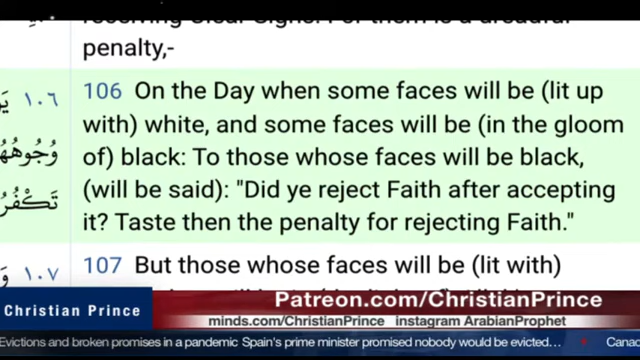 penalty,-
106 On the Day when some faces will be (lit up
with) white, and some faces will be (in the gloom
of) black: To those whose faces will be black,
(will be said): "Did ye reject Faith after accepting
it? Taste then the penalty for rejecting Faith."
107 But those whose faces will be (lit with)
١٠٦
١٠٧
Christian Prince
Patreon.com/ChristianPrince
minds.com/ChristianPrince instagram ArabianProphet
Evictions and broken promises in a pandemic Spain's prime minister promised nobody would be evicted... Canad